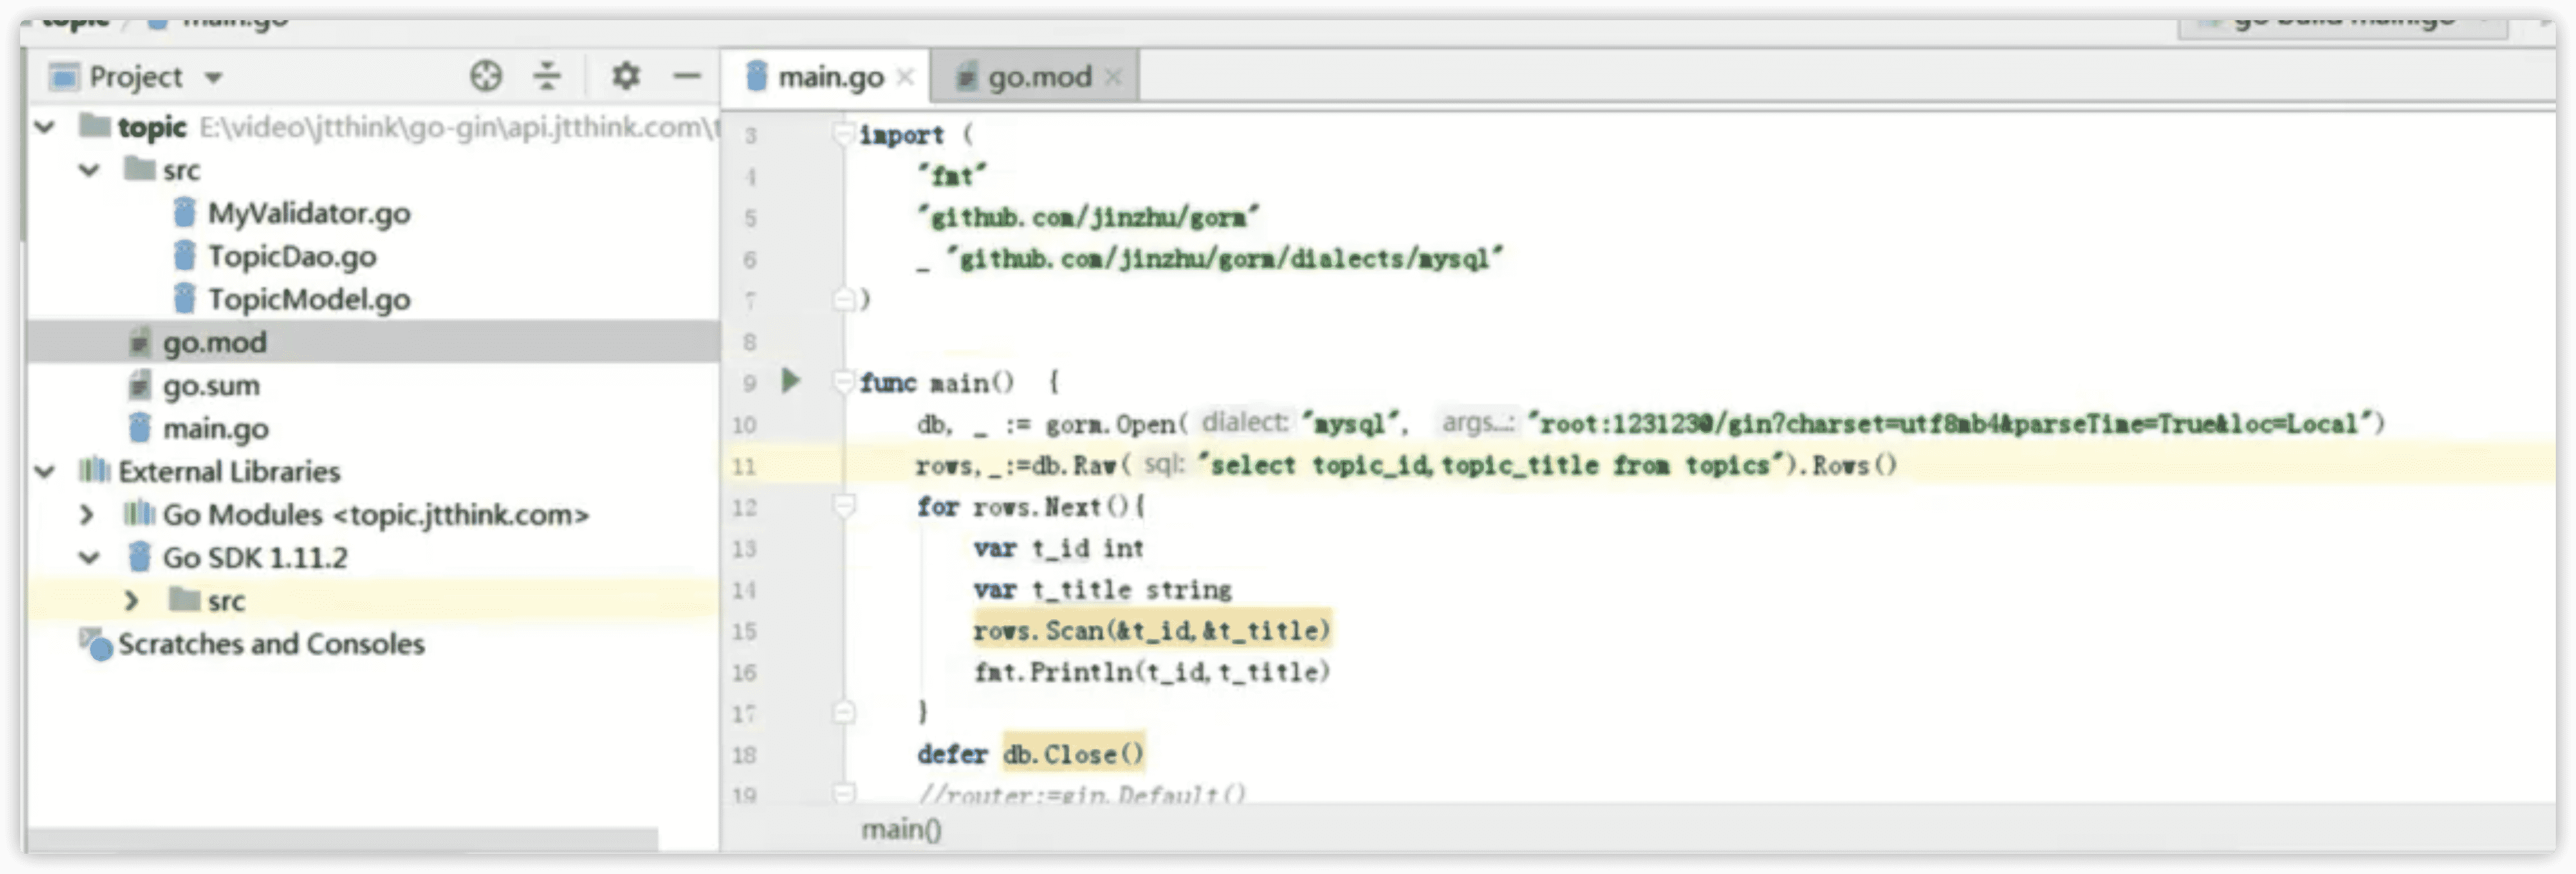 topic / main.go
go build main.go
Project
main.go
go.mod
topic E:\video\jtthink\go-gin\api.jtthink.com\t
src
MyValidator.go
TopicDao.go
TopicModel.go
go.mod
go.sum
main.go
External Libraries
Go Modules <topic.jtthink.com>
Go SDK 1.11.2
src
Scratches and Consoles
3 import (
4 "fmt"
5 "github.com/jinzhu/gorm"
6 _ "github.com/jinzhu/gorm/dialects/mysql"
7 )
8
9 func main() {
10 db, _ := gorm.Open( dialect: "mysql", args...: "root:123123@/gin?charset=utf8mb4&parseTime=True&loc=Local")
11 rows,_:=db.Raw( sql: "select topic_id,topic_title from topics").Rows()
12 for rows.Next(){
13 var t_id int
14 var t_title string
15 rows.Scan(&t_id,&t_title)
16 fmt.Println(t_id,t_title)
17 }
18 defer db.Close()
19 //router:=gin.Default()
main()